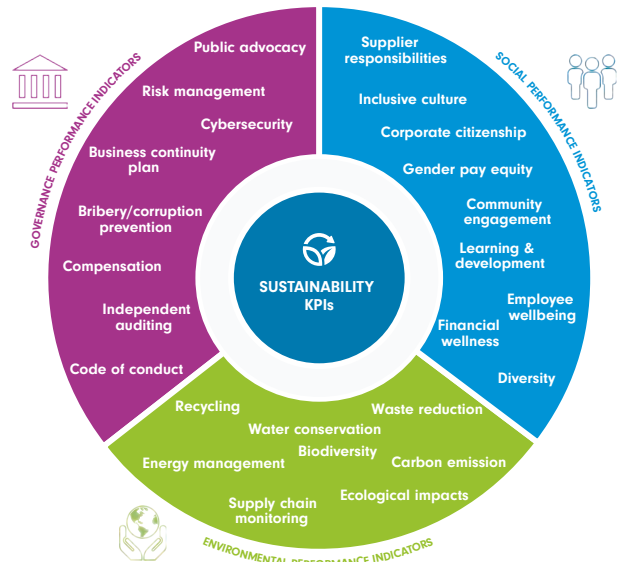 GOVERNANCE PERFORMANCE INDICATORS
Public advocacy
Risk management
Cybersecurity
Business continuity
plan
Bribery/corruption
prevention
Compensation
Independent
auditing
Code of conduct
SOCIAL PERFORMANCE INDICATORS
Supplier
responsibilities
Inclusive culture
Corporate citizenship
Gender pay equity
Community
engagement
Learning &
development
Employee
wellbeing
Financial
wellness
Diversity
SUSTAINABILITY
KPIs
Recycling
Waste reduction
Water conservation
Biodiversity
Energy management
Carbon emission
Ecological impacts
Supply chain
monitoring
ENVIRONMENTAL PERFORMANCE INDICATORS